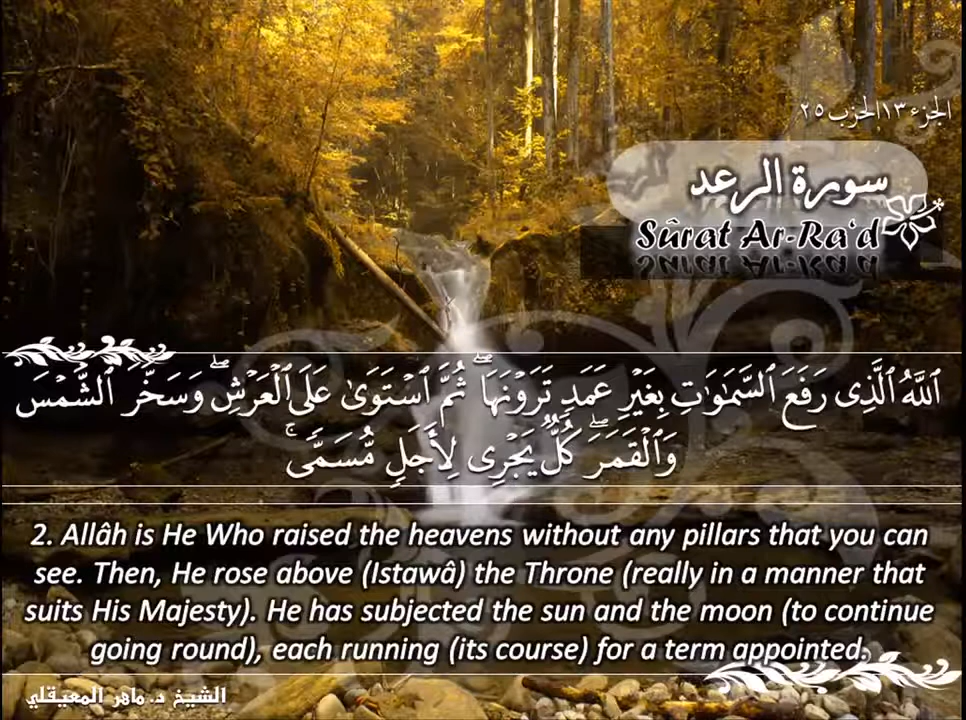 الجزء ١٣ الحزب ٢٥
سورة الرعد
Sûrat Ar-Ra'd
ٱللَّهُ ٱلَّذِى رَفَعَ ٱلسَّمَٰوَٰتِ بِغَيْرِ عَمَدٍ تَرَوْنَهَا ۖ ثُمَّ ٱسْتَوَىٰ عَلَى ٱلْعَرْشِ ۖ وَسَخَّرَ ٱلشَّمْسَ
وَٱلْقَمَرَ ۖ كُلٌّ يَجْرِى لِأَجَلٍ مُّسَمًّى ۚ
2. Allâh is He Who raised the heavens without any pillars that you can
see. Then, He rose above (Istawâ) the Throne (really in a manner that
suits His Majesty). He has subjected the sun and the moon (to continue
going round), each running (its course) for a term appointed.
الشيخ د. ماهر المعيقلي